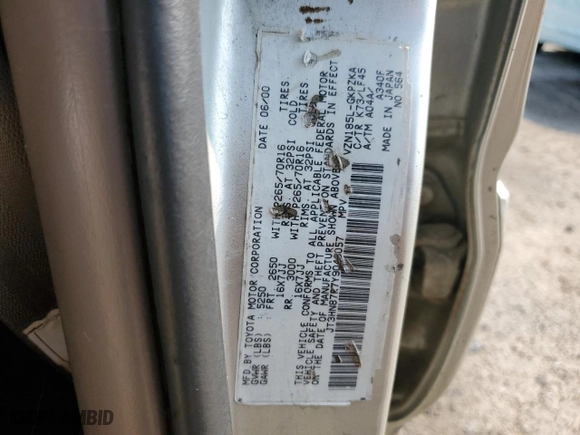 MFD BY TOYOTA MOTOR CORPORATION DATE 06/00
GVWR (LBS) 5250
GAWR (LBS) FRT 2650 WITH P265/70R16 TIRES
16X7JJ RIMS. AT 32PSI COLD
RR 3000 WITH P265/70R16 TIRES
16X7JJ RIMS. AT 32PSI
THIS VEHICLE CONFORMS TO ALL APPLICABLE FEDERAL MOTOR
VEHICLE SAFETY AND THEFT PREVENTION STANDARDS IN EFFECT
ON THE DATE OF MANUFACTURE SHOWN ABOVE
MPV
VZN185L-GKPZKA
C/TR K73/LF45
A/TM A04A/ A340F
MADE IN JAPAN
NO 564